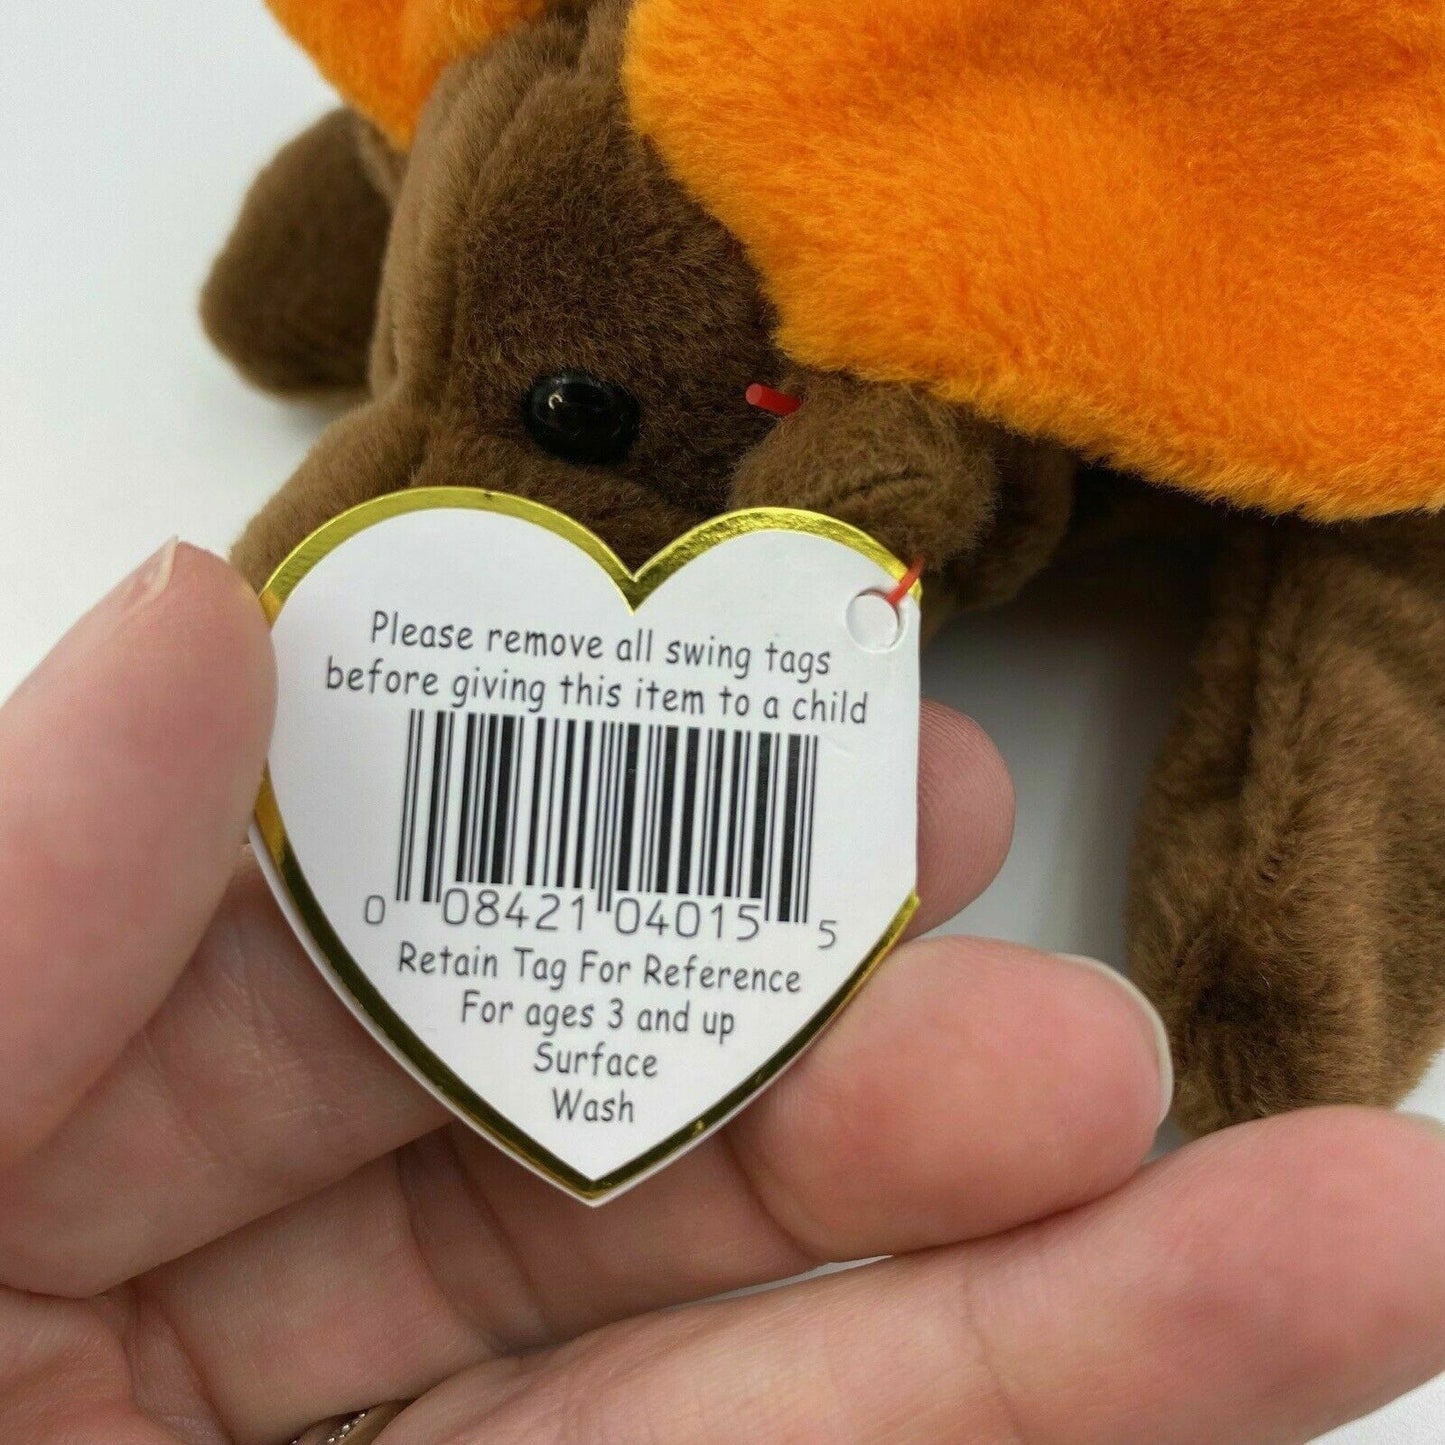 Please remove all swing tags
before giving this item to a child
0 08421 04015 5
Retain Tag For Reference
For ages 3 and up
Surface
Wash